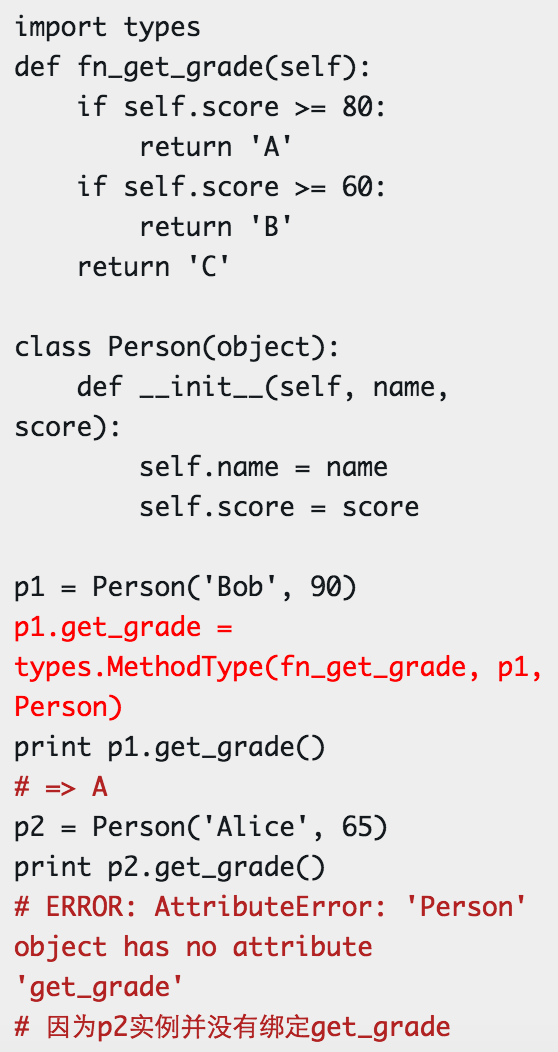 import types
def fn_get_grade(self):
    if self.score >= 80:
        return 'A'
    if self.score >= 60:
        return 'B'
    return 'C'

class Person(object):
    def __init__(self, name,
score):
        self.name = name
        self.score = score

p1 = Person('Bob', 90)
p1.get_grade =
types.MethodType(fn_get_grade, p1,
Person)
print p1.get_grade()
# => A
p2 = Person('Alice', 65)
print p2.get_grade()
# ERROR: AttributeError: 'Person'
object has no attribute
'get_grade'
# 因为p2实例并没有绑定get_grade